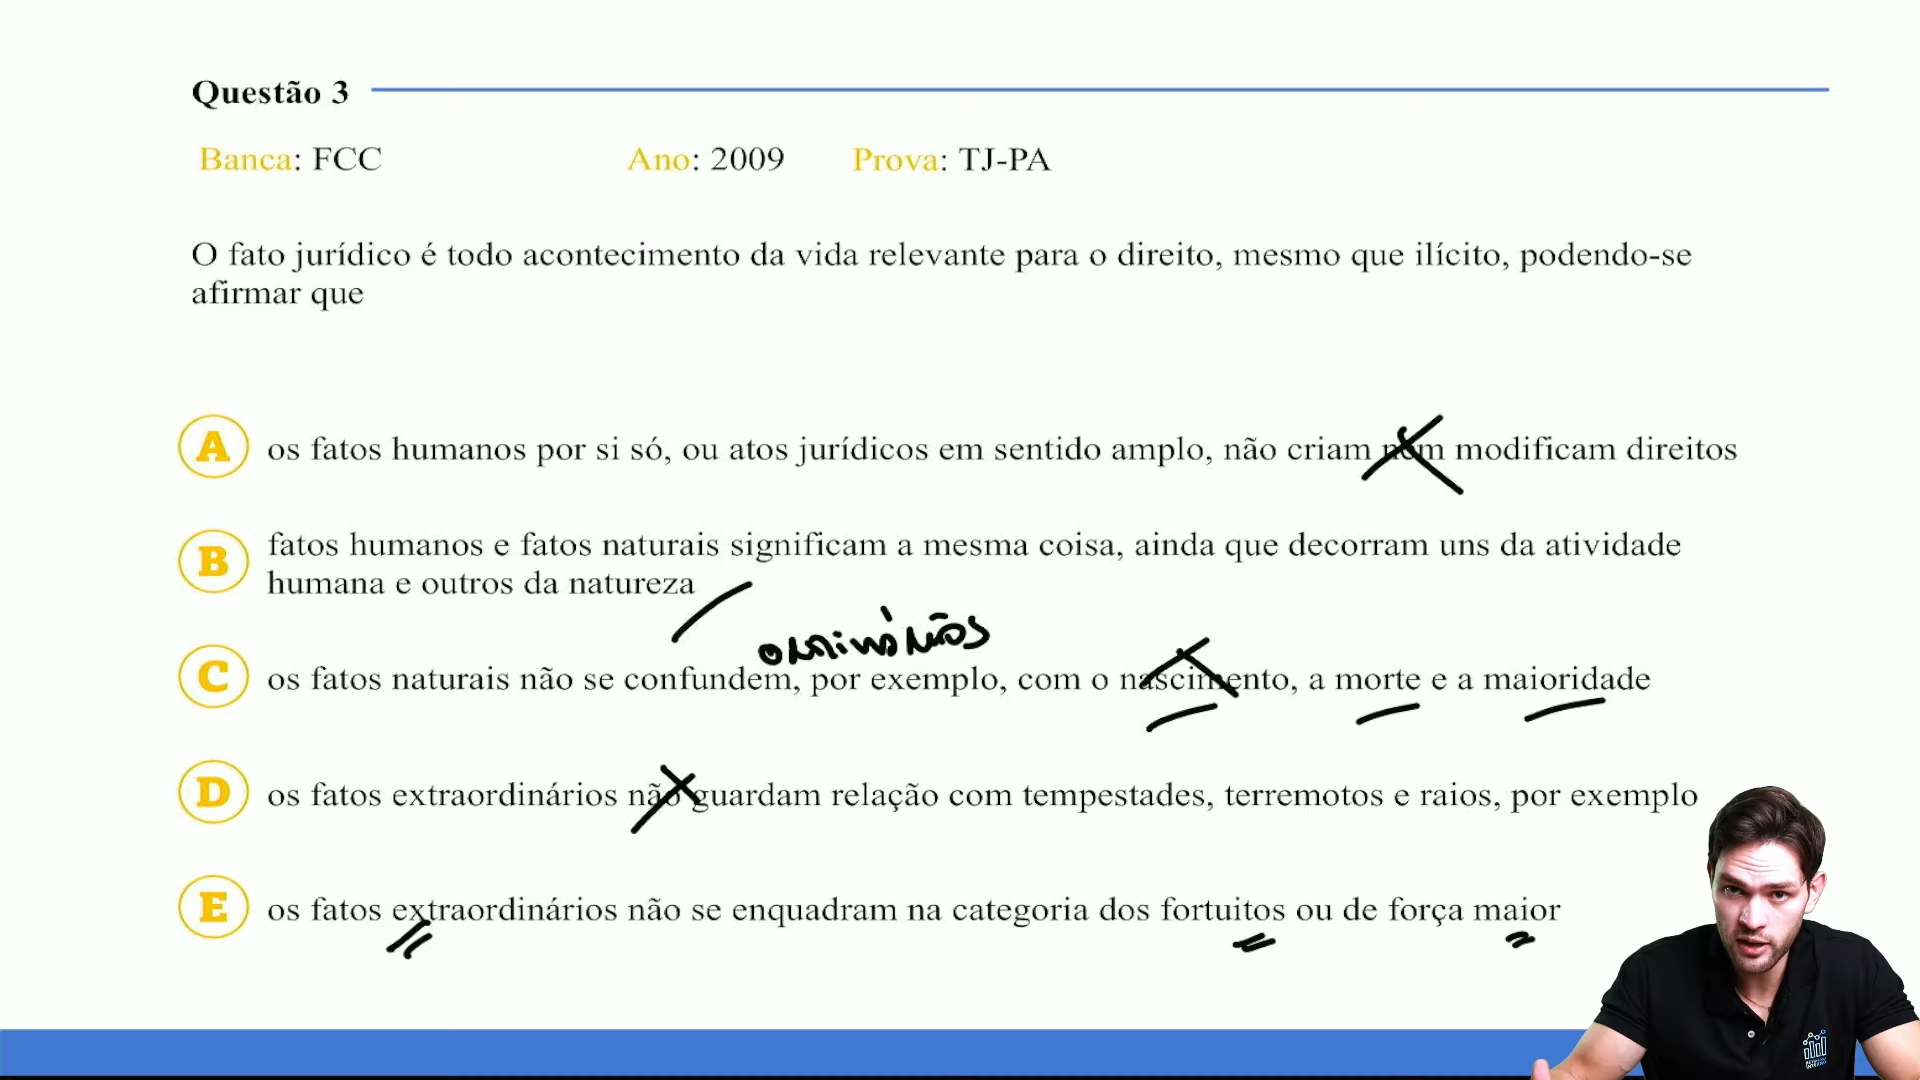 Questão 3
Banca: FCC Ano: 2009 Prova: TJ-PA
O fato jurídico é todo acontecimento da vida relevante para o direito, mesmo que ilícito, podendo-se
afirmar que
A os fatos humanos por si só, ou atos jurídicos em sentido amplo, não criam nem modificam direitos
B fatos humanos e fatos naturais significam a mesma coisa, ainda que decorram uns da atividade
humana e outros da natureza
ordinários
C os fatos naturais não se confundem, por exemplo, com o nascimento, a morte e a maioridade
D os fatos extraordinários não guardam relação com tempestades, terremotos e raios, por exemplo
E os fatos extraordinários não se enquadram na categoria dos fortuitos ou de força maior